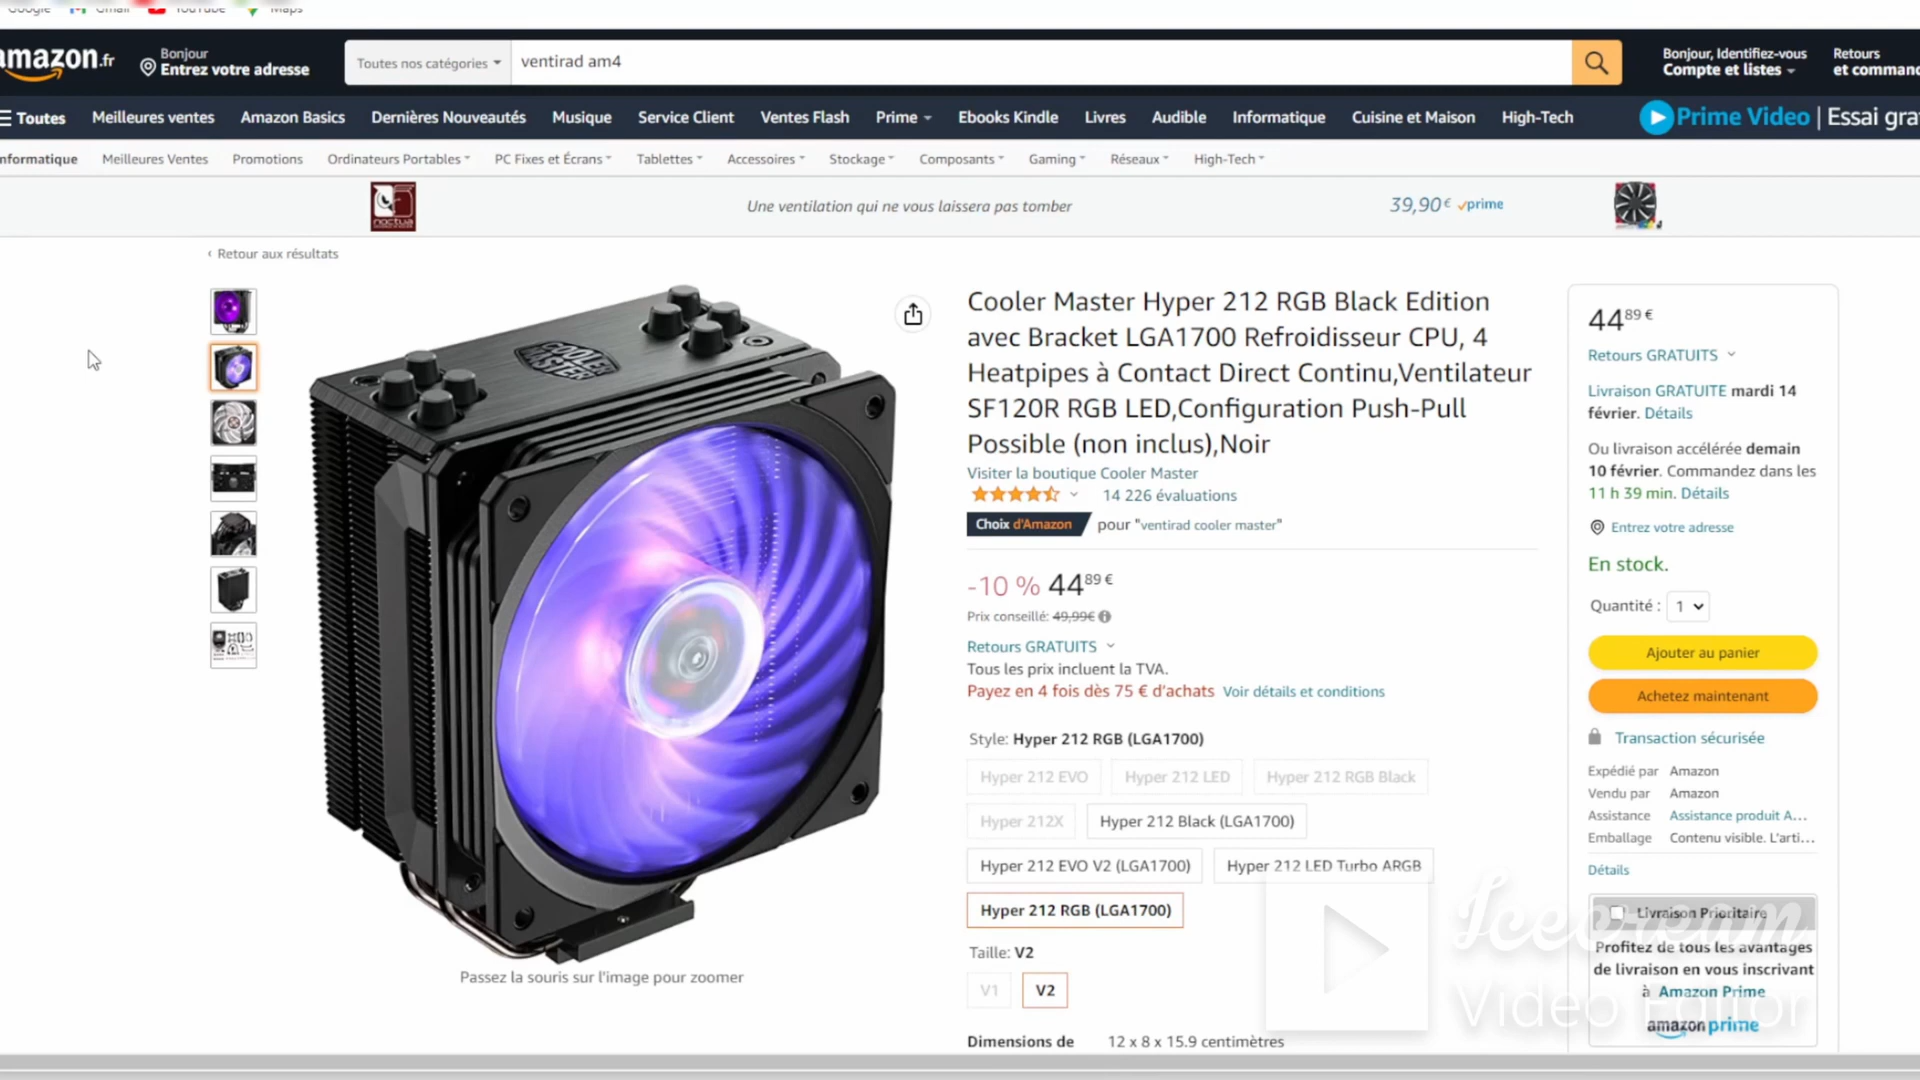 Google Gmail YouTube Maps
amazon.fr
Bonjour
Entrez votre adresse
Toutes nos catégories
ventirad am4
Bonjour, Identifiez-vous
Compte et listes
Retours
et command
Toutes Meilleures ventes Amazon Basics Dernières Nouveautés Musique Service Client Ventes Flash Prime Ebooks Kindle Livres Audible Informatique Cuisine et Maison High-Tech
Prime Video | Essai gra
nformatique Meilleures Ventes Promotions Ordinateurs Portables PC Fixes et Écrans Tablettes Accessoires Stockage Composants Gaming Réseaux High-Tech
noctua
Une ventilation qui ne vous laissera pas tomber
39,90€ prime
‹ Retour aux résultats
COOLER MASTER
Passez la souris sur l'image pour zoomer
Cooler Master Hyper 212 RGB Black Edition
avec Bracket LGA1700 Refroidisseur CPU, 4
Heatpipes à Contact Direct Continu,Ventilateur
SF120R RGB LED,Configuration Push-Pull
Possible (non inclus),Noir
Visiter la boutique Cooler Master
14 226 évaluations
Choix d'Amazon pour "ventirad cooler master"
-10 % 44,89 €
Prix conseillé: 49,99€
Retours GRATUITS
Tous les prix incluent la TVA.
Payez en 4 fois dès 75 € d'achats Voir détails et conditions
Style: Hyper 212 RGB (LGA1700)
Hyper 212 EVO Hyper 212 LED Hyper 212 RGB Black
Hyper 212X Hyper 212 Black (LGA1700)
Hyper 212 EVO V2 (LGA1700) Hyper 212 LED Turbo ARGB
Hyper 212 RGB (LGA1700)
Taille: V2
V1 V2
Dimensions de 12 x 8 x 15.9 centimètres
44 89 €
Retours GRATUITS
Livraison GRATUITE mardi 14
février. Détails
Ou livraison accélérée demain
10 février. Commandez dans les
11 h 39 min. Détails
Entrez votre adresse
En stock.
Quantité : 1
Ajouter au panier
Achetez maintenant
Transaction sécurisée
Expédié par Amazon
Vendu par Amazon
Assistance Assistance produit A...
Emballage Contenu visible. L'arti...
Détails
Livraison Prioritaire
Profitez de tous les avantages
de livraison en vous inscrivant
à Amazon Prime
amazon prime
Icecream
Video Editor